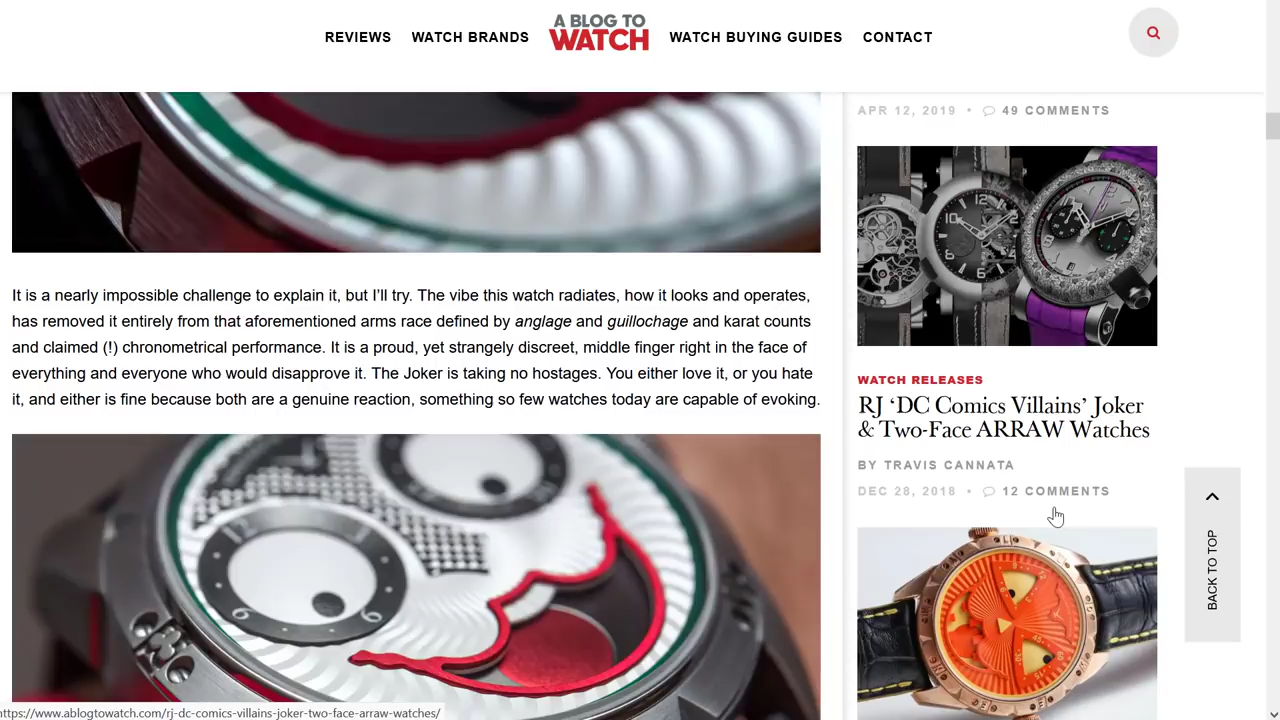 REVIEWS
WATCH BRANDS
A BLOG TO
WATCH
WATCH BUYING GUIDES
CONTACT
It is a nearly impossible challenge to explain it, but I’ll try. The vibe this watch radiates, how it looks and operates,
has removed it entirely from that aforementioned arms race defined by anglage and guillochage and karat counts
and claimed (!) chronometrical performance. It is a proud, yet strangely discreet, middle finger right in the face of
everything and everyone who would disapprove it. The Joker is taking no hostages. You either love it, or you hate
it, and either is fine because both are a genuine reaction, something so few watches today are capable of evoking.
12
6
6
APR 12, 2019 • 49 COMMENTS
12
10
2
6
WATCH RELEASES
RJ ‘DC Comics Villains’ Joker
& Two-Face ARRAW Watches
BY TRAVIS CANNATA
DEC 28, 2018 • 12 COMMENTS
BACK TO TOP
https://www.ablogtowatch.com/rj-dc-comics-villains-joker-two-face-arraw-watches/